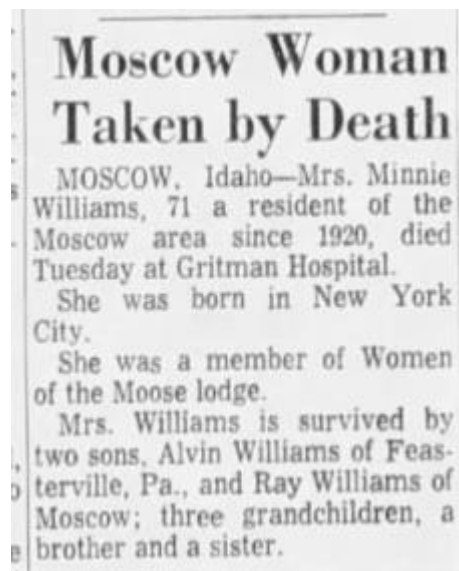 Moscow Woman
Taken by Death
MOSCOW, Idaho—Mrs. Minnie
Williams, 71 a resident of the
Moscow area since 1920, died
Tuesday at Gritman Hospital.
She was born in New York
City.
She was a member of Women
of the Moose lodge.
Mrs. Williams is survived by
two sons, Alvin Williams of Feas-
terville, Pa., and Ray Williams of
Moscow; three grandchildren, a
brother and a sister.